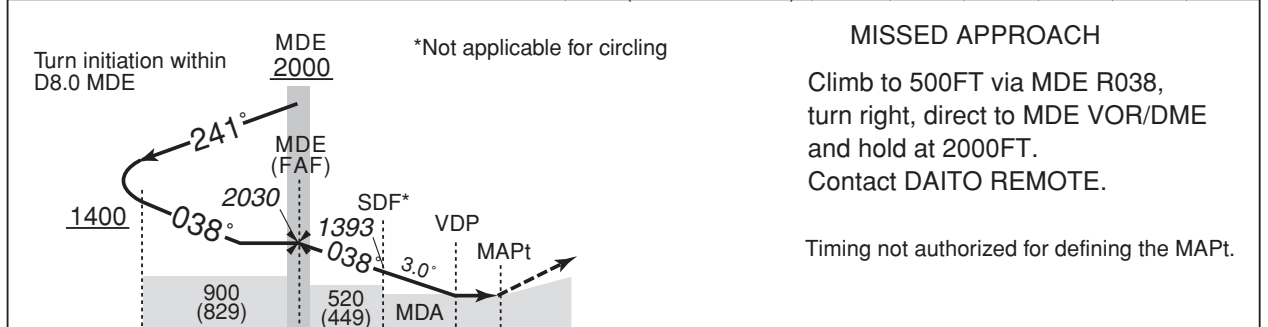 Turn initiation within
D8.0 MDE
MDE
2000
*Not applicable for circling
241°
MDE
(FAF)
2030
1400
038°
SDF*
1393
038°
3.0°
VDP
MAPt
900
(829)
520
(449)
MDA
MISSED APPROACH
Climb to 500FT via MDE R038,
turn right, direct to MDE VOR/DME
and hold at 2000FT.
Contact DAITO REMOTE.
Timing not authorized for defining the MAPt.